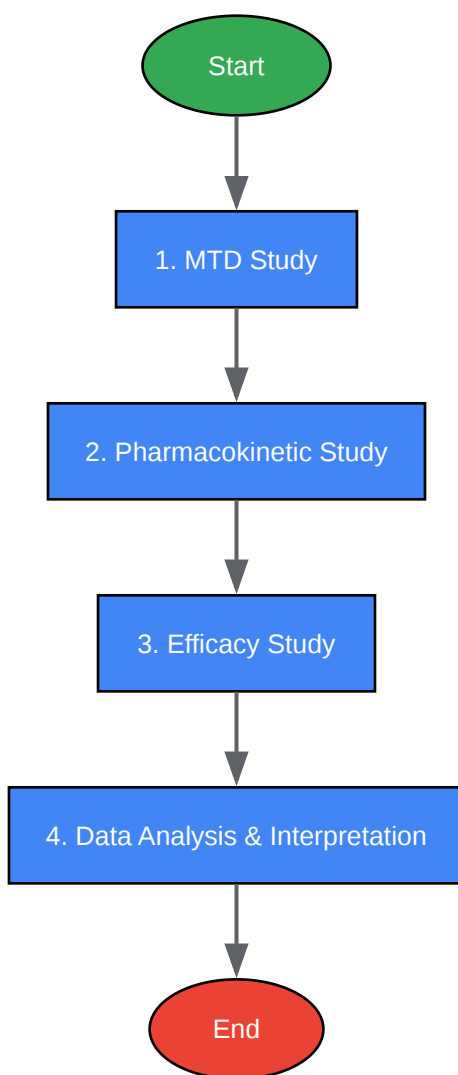 Start
1. MTD Study
2. Pharmacokinetic Study
3. Efficacy Study
4. Data Analysis & Interpretation
End